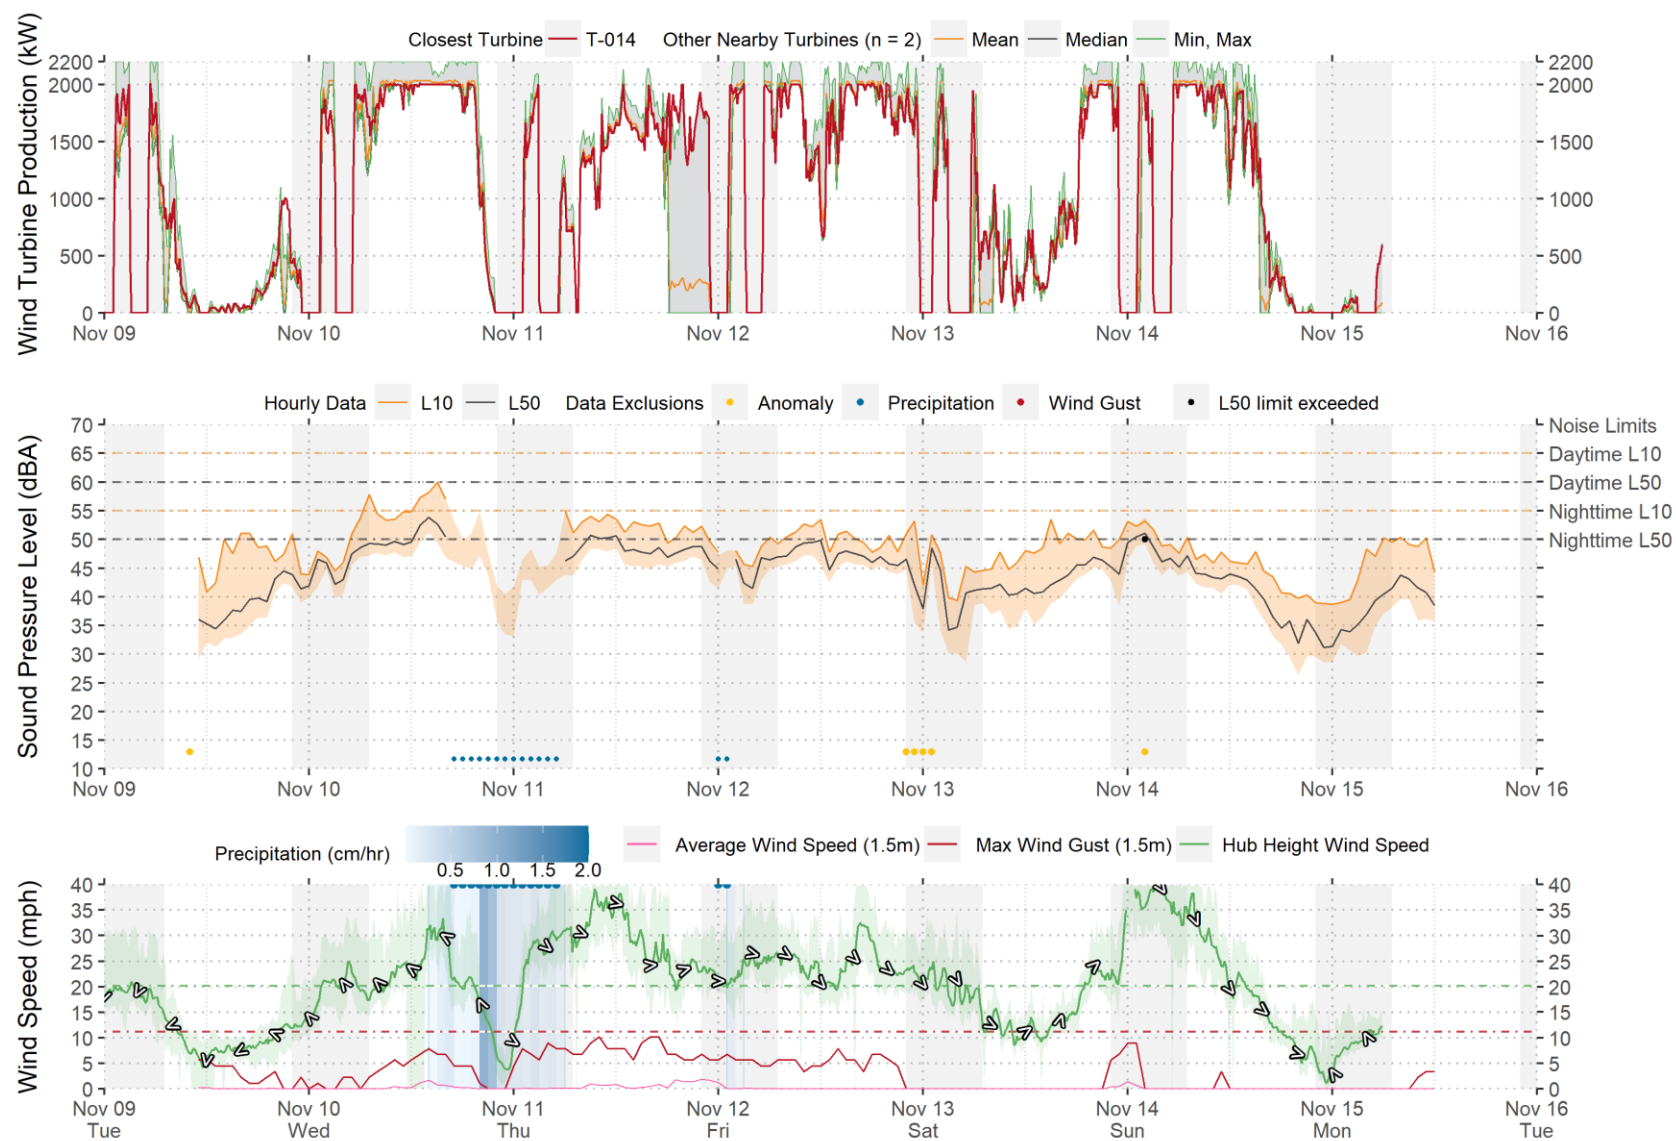 Closest Turbine T-014 Other Nearby Turbines (n = 2) Mean Median Min, Max
Wind Turbine Production (kW)
2200 2200
2000 2000
1500 1500
1000 1000
500 500
0 0
Nov 09 Nov 10 Nov 11 Nov 12 Nov 13 Nov 14 Nov 15 Nov 16
Hourly Data L10 L50 Data Exclusions Anomaly Precipitation Wind Gust L50 limit exceeded
Sound Pressure Level (dBA)
70 Noise Limits
65 Daytime L10
60 Daytime L50
55 Nighttime L10
50 Nighttime L50
45
40
35
30
25
20
15
10
Nov 09 Nov 10 Nov 11 Nov 12 Nov 13 Nov 14 Nov 15 Nov 16
Precipitation (cm/hr) 0.5 1.0 1.5 2.0 Average Wind Speed (1.5m) Max Wind Gust (1.5m) Hub Height Wind Speed
Wind Speed (mph)
40 40
35 35
30 30
25 25
20 20
15 15
10 10
5 5
0 0
Nov 09 Nov 10 Nov 11 Nov 12 Nov 13 Nov 14 Nov 15 Nov 16
Tue Wed Thu Fri Sat Sun Mon Tue